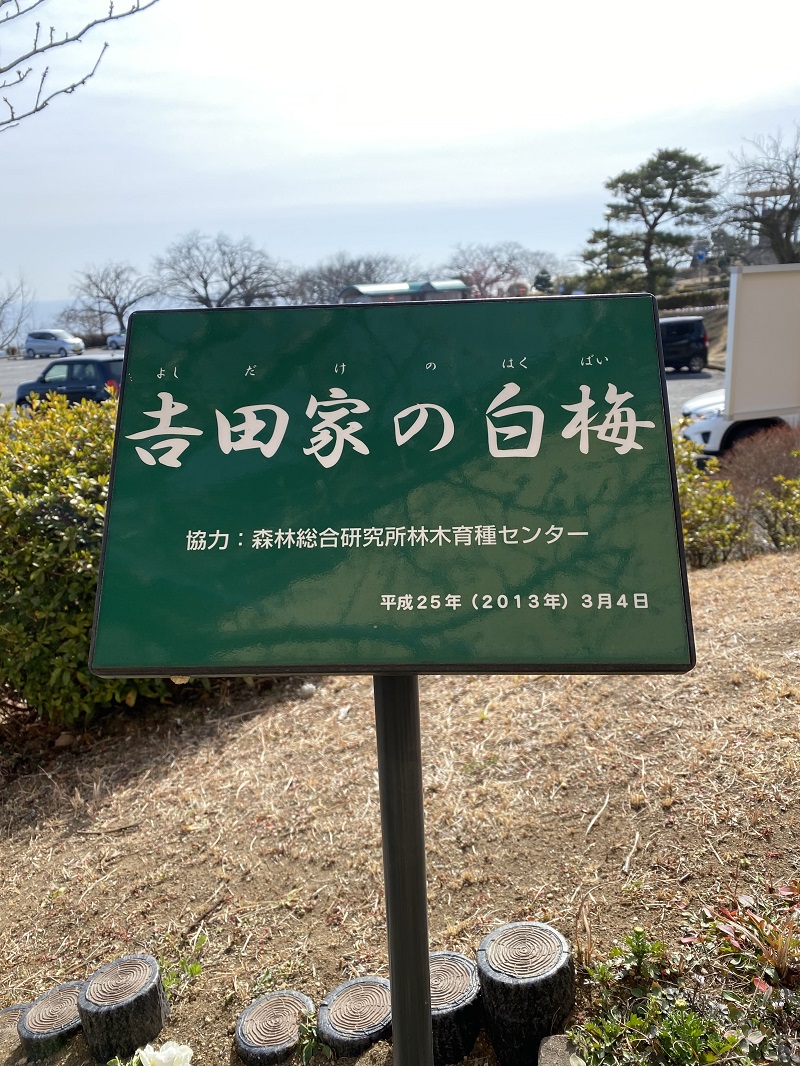 よしだけのはくばい
𠮷田家の白梅
協力：森林総合研究所林木育種センター
平成25年（2013年）3月4日